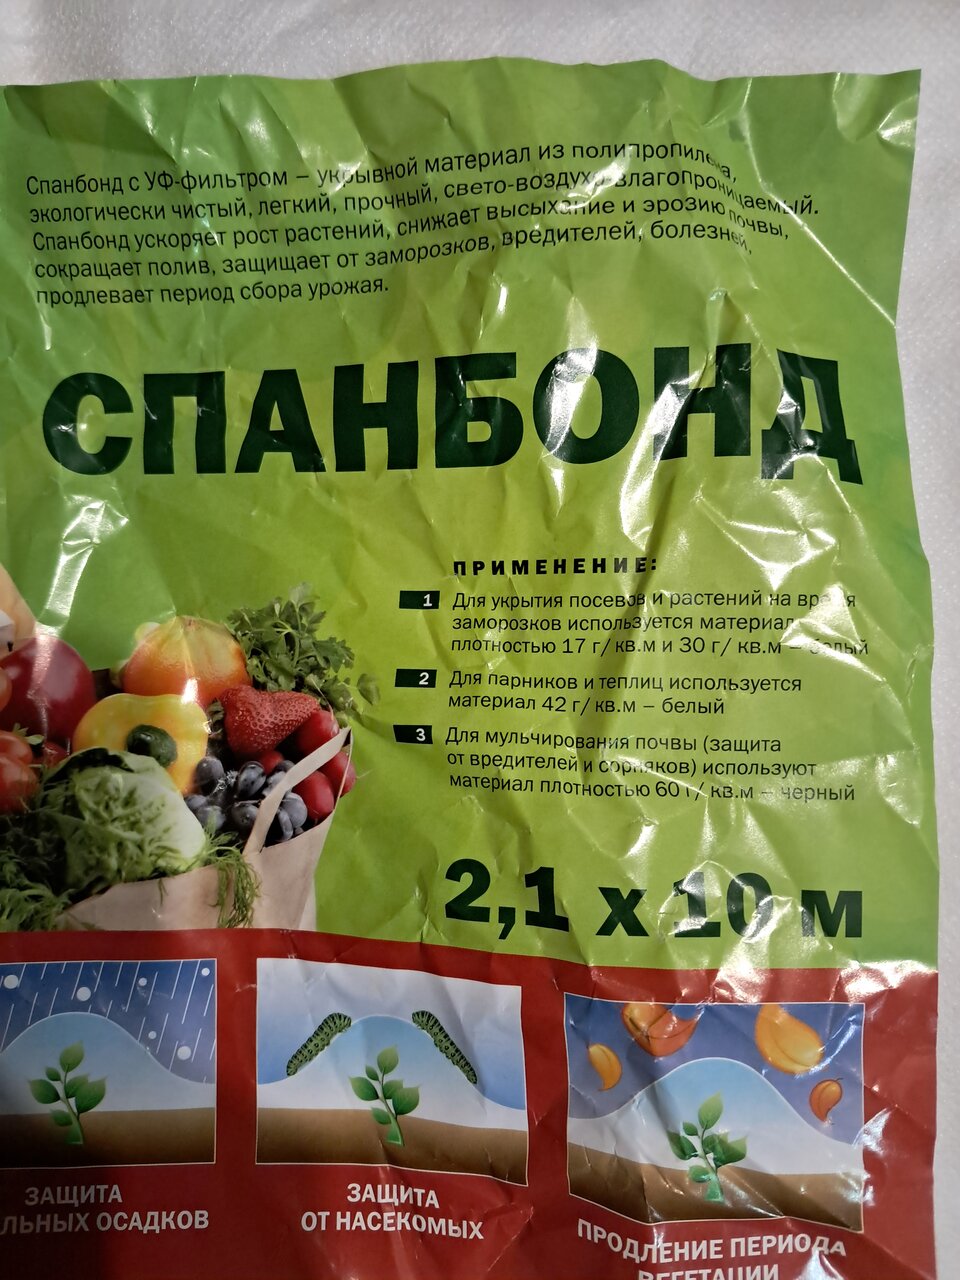 Спанбонд с УФ-фильтром – укрывной материал из полипропилена,
экологически чистый, легкий, прочный, свето-воздухо-влагопроницаемый.
Спанбонд ускоряет рост растений, снижает высыхание и эрозию почвы,
сокращает полив, защищает от заморозков, вредителей, болезней,
продлевает период сбора урожая.
СПАНБОНД
ПРИМЕНЕНИЕ:
1 Для укрытия посевов и растений на время
заморозков используется материал
плотностью 17 г/ кв.м и 30 г/ кв.м – белый
2 Для парников и теплиц используется
материал 42 г/ кв.м – белый
3 Для мульчирования почвы (защита
от вредителей и сорняков) используют
материал плотностью 60 г/ кв.м – черный
2,1 х 10 м
ЗАЩИТА
ЛЬНЫХ ОСАДКОВ
ЗАЩИТА
ОТ НАСЕКОМЫХ
ПРОДЛЕНИЕ ПЕРИОДА
ВЕГЕТАЦИИ